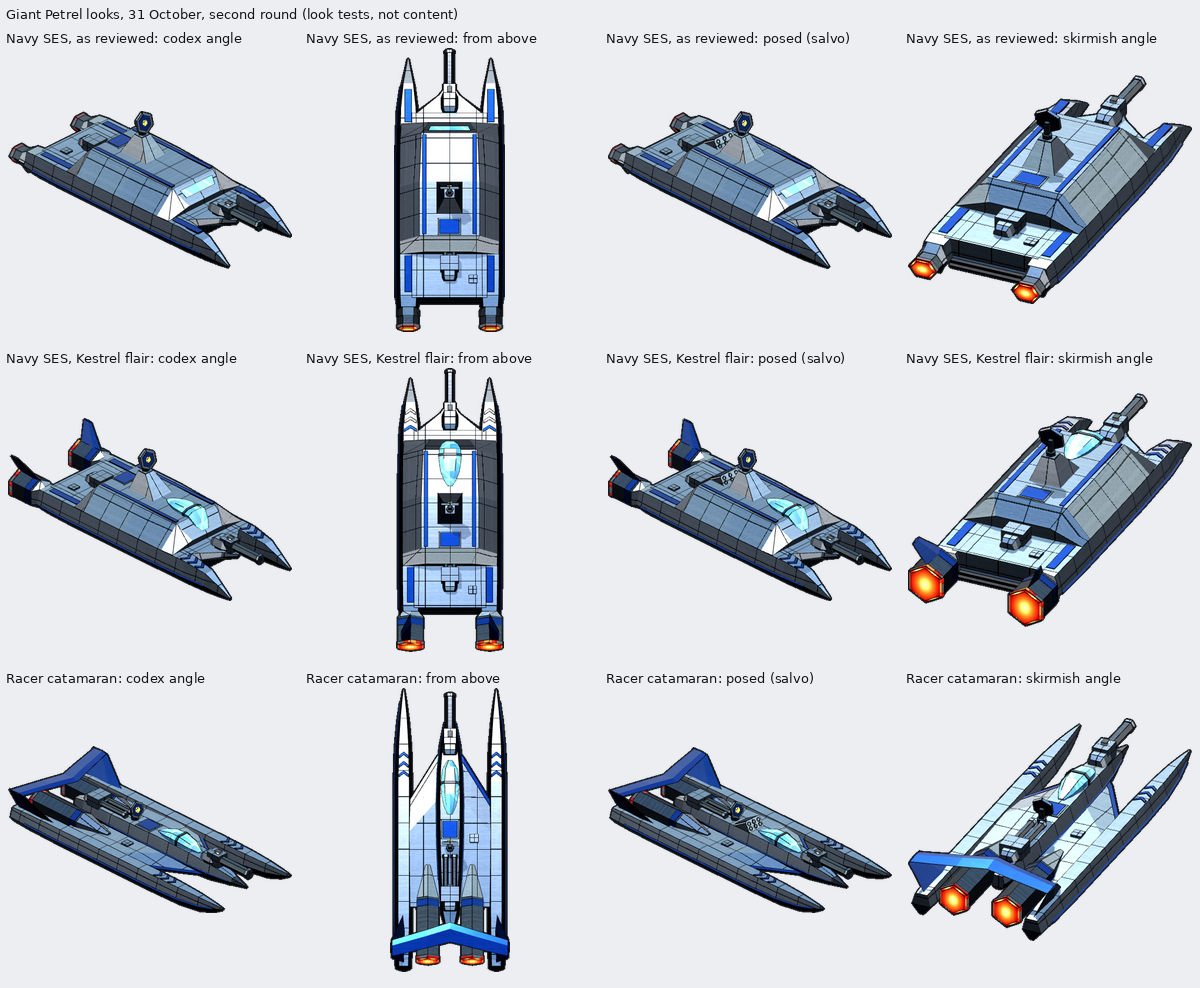 Giant Petrel looks, 31 October, second round (look tests, not content)
Navy SES, as reviewed: codex angle
Navy SES, as reviewed: from above
Navy SES, as reviewed: posed (salvo)
Navy SES, as reviewed: skirmish angle
Navy SES, Kestrel flair: codex angle
Navy SES, Kestrel flair: from above
Navy SES, Kestrel flair: posed (salvo)
Navy SES, Kestrel flair: skirmish angle
Racer catamaran: codex angle
Racer catamaran: from above
Racer catamaran: posed (salvo)
Racer catamaran: skirmish angle